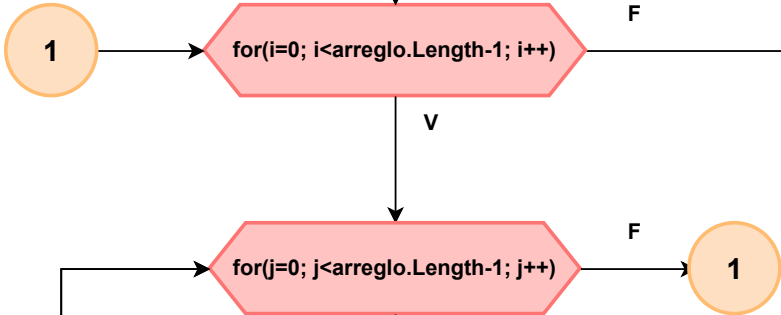 F
1
for(i=0; i<arreglo.Length-1; i++)
V
F
for(j=0; j<arreglo.Length-1; j++)
1